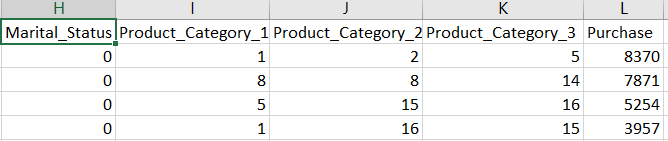 H I J K L
Marital_Status Product_Category_1 Product_Category_2 Product_Category_3 Purchase
0 1 2 5 8370
0 8 8 14 7871
0 5 15 16 5254
0 1 16 15 3957